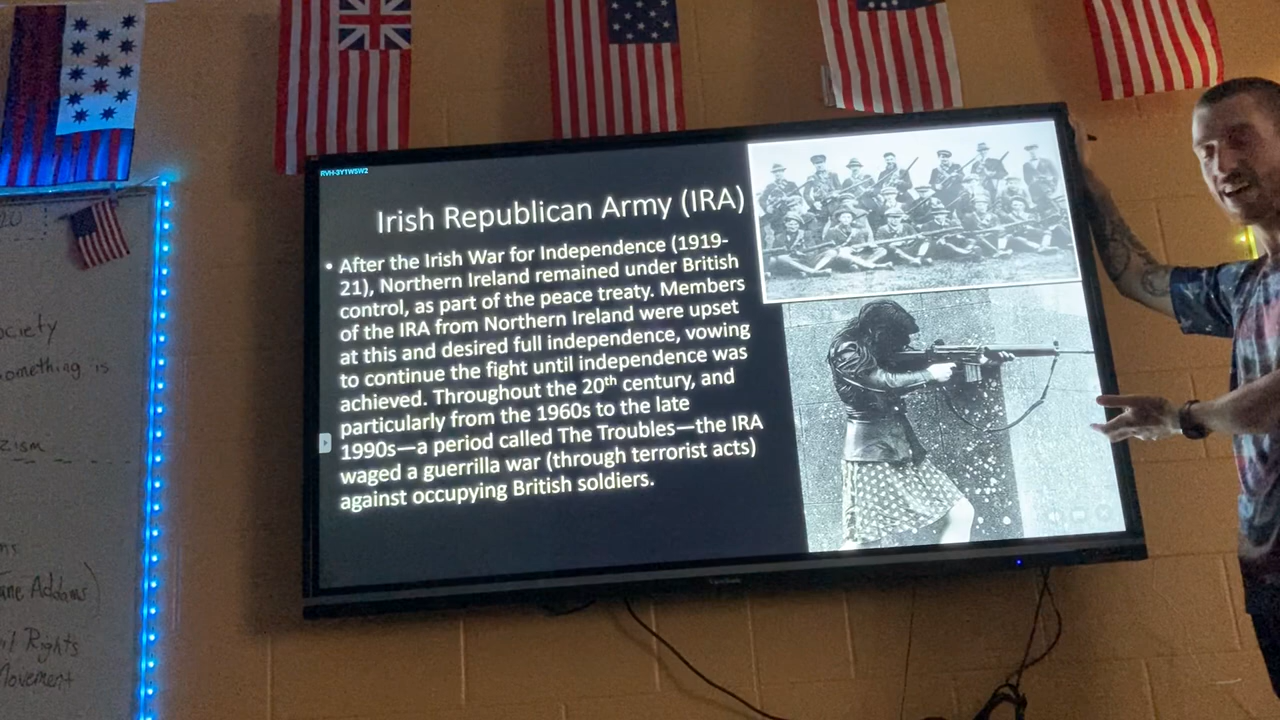 RVH-3Y1W5W2
Irish Republican Army (IRA)
• After the Irish War for Independence (1919-
21), Northern Ireland remained under British
control, as part of the peace treaty. Members
of the IRA from Northern Ireland were upset
at this and desired full independence, vowing
to continue the fight until independence was
achieved. Throughout the 20th century, and
particularly from the 1960s to the late
1990s—a period called The Troubles—the IRA
waged a guerrilla war (through terrorist acts)
against occupying British soldiers.
ociety
omething is
zism
ms
ane Addams)
Rights
Movement